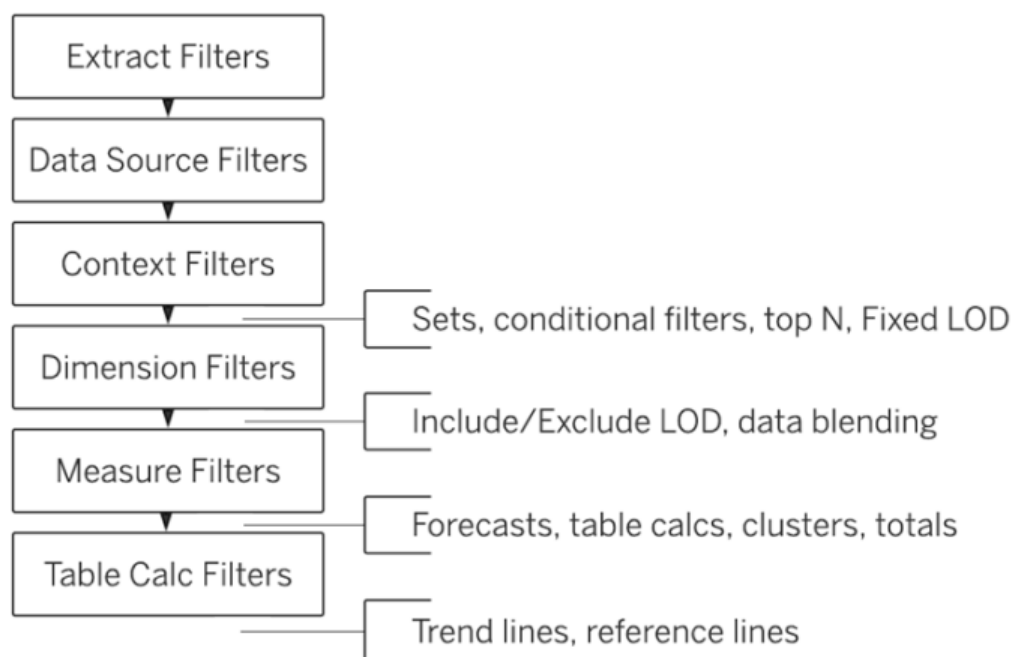 Extract Filters
Data Source Filters
Context Filters
Sets, conditional filters, top N, Fixed LOD
Dimension Filters
Include/Exclude LOD, data blending
Measure Filters
Forecasts, table calcs, clusters, totals
Table Calc Filters
Trend lines, reference lines